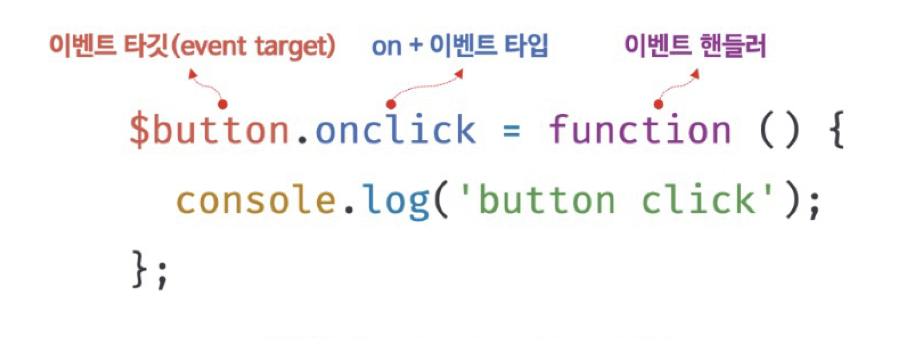 이벤트 타깃(event target) on + 이벤트 타입 이벤트 핸들러
$button.onclick = function () {
console.log('button click');
};